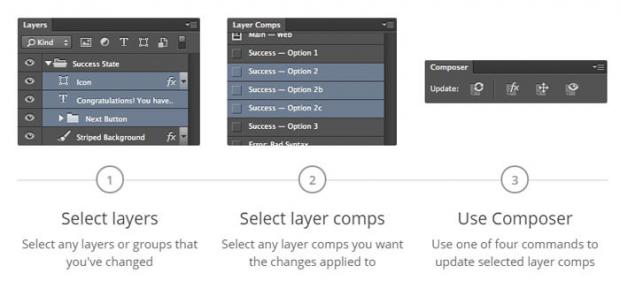 Layers
Kind
Success State
Icon
fx
Congratulations! You have..
Next Button
Striped Background
fx
Layer Comps
Main — Web
Success — Option 1
Success — Option 2
Success — Option 2b
Success — Option 2c
Success — Option 3
Error: Bad Syntax
Composer
Update:
fx
1
2
3
Select layers
Select any layers or groups that
you've changed
Select layer comps
Select any layer comps you want
the changes applied to
Use Composer
Use one of four commands to
update selected layer comps